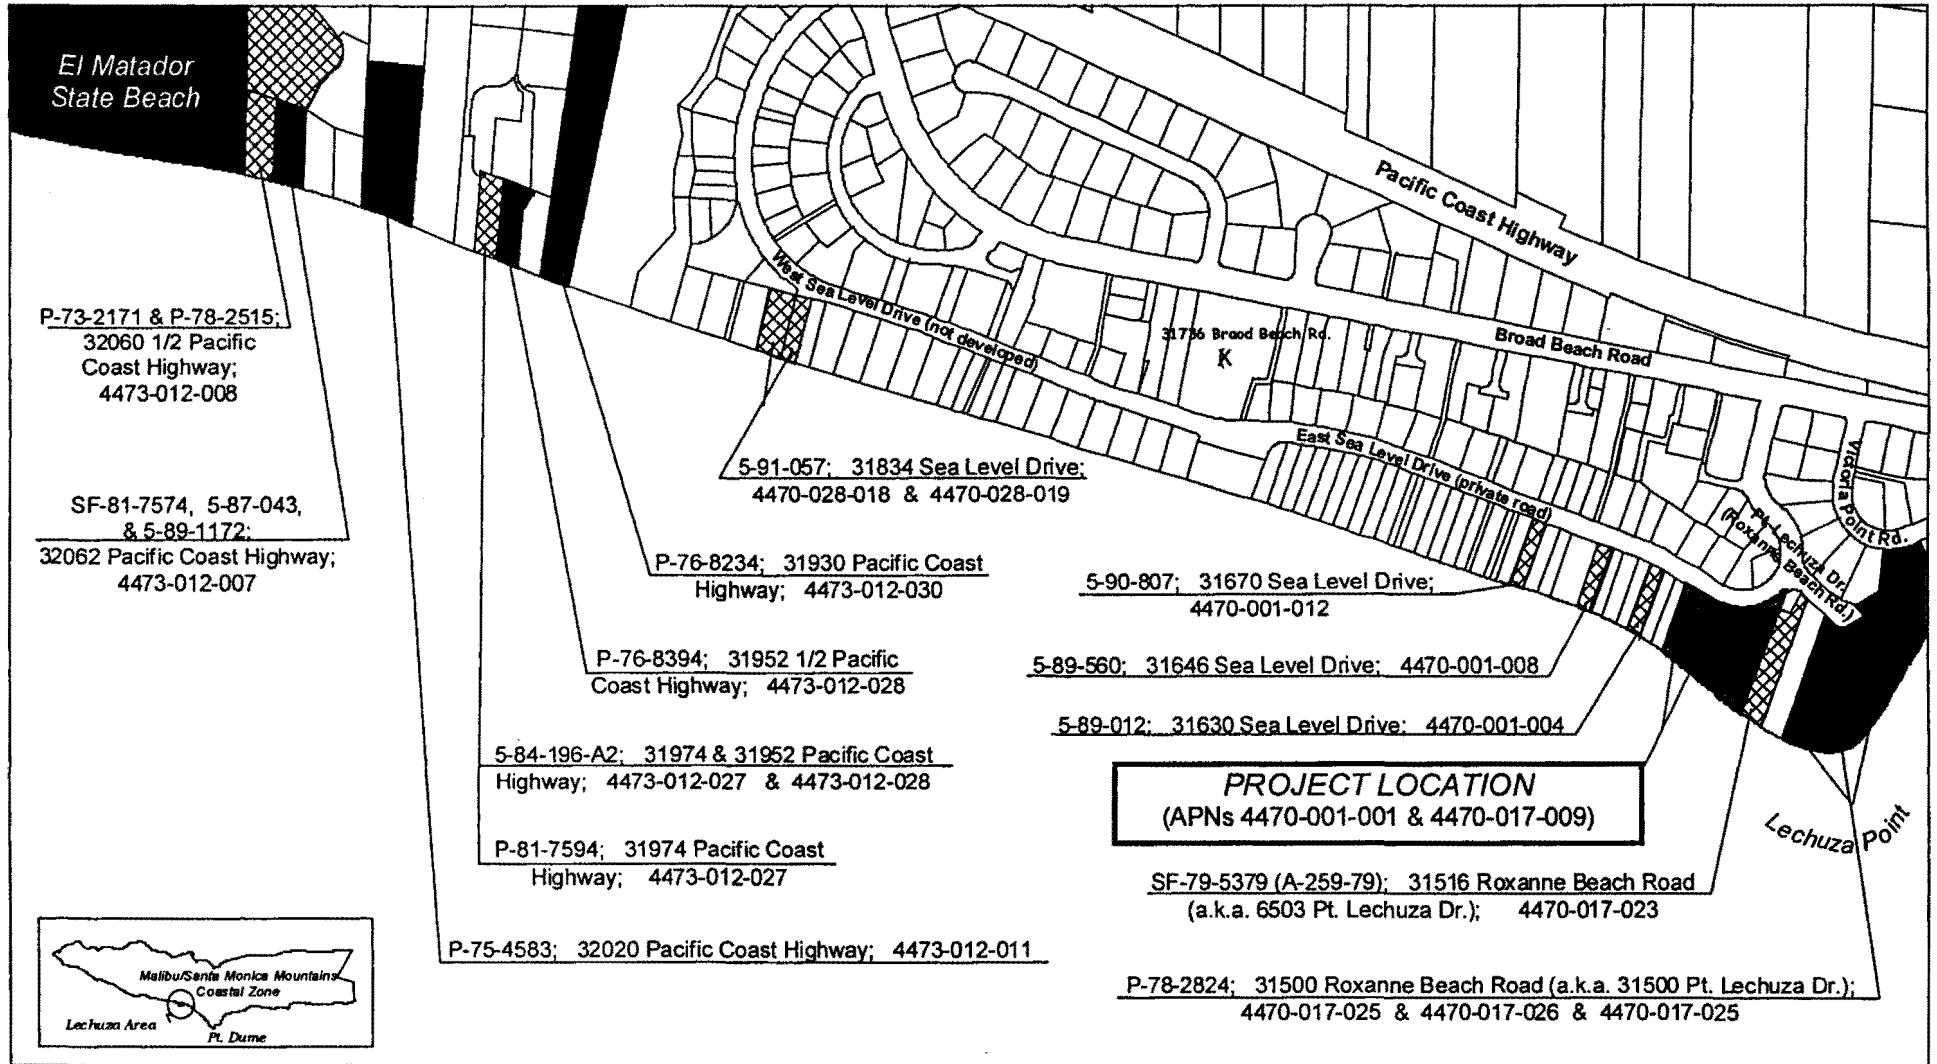 El Matador
State Beach
Pacific Coast Highway
West Sea Level Drive (not developed)
31736 Broad Beach Rd.
K
Broad Beach Road
East Sea Level Drive (private road)
Victoria Point Rd.
Pt. Lechuza Dr.
(Roxanne Beach Rd.)
P-73-2171 & P-78-2515;
32060 1/2 Pacific
Coast Highway;
4473-012-008
SF-81-7574, 5-87-043,
& 5-89-1172;
32062 Pacific Coast Highway;
4473-012-007
5-91-057; 31834 Sea Level Drive;
4470-028-018 & 4470-028-019
P-76-8234; 31930 Pacific Coast
Highway; 4473-012-030
P-76-8394; 31952 1/2 Pacific
Coast Highway; 4473-012-028
5-84-196-A2; 31974 & 31952 Pacific Coast
Highway; 4473-012-027 & 4473-012-028
P-81-7594; 31974 Pacific Coast
Highway; 4473-012-027
P-75-4583; 32020 Pacific Coast Highway; 4473-012-011
5-90-807; 31670 Sea Level Drive;
4470-001-012
5-89-560; 31646 Sea Level Drive; 4470-001-008
5-89-012; 31630 Sea Level Drive; 4470-001-004
PROJECT LOCATION
(APNs 4470-001-001 & 4470-017-009)
Lechuza Point
SF-79-5379 (A-259-79); 31516 Roxanne Beach Road
(a.k.a. 6503 Pt. Lechuza Dr.); 4470-017-023
P-78-2824; 31500 Roxanne Beach Road (a.k.a. 31500 Pt. Lechuza Dr.);
4470-017-025 & 4470-017-026 & 4470-017-025
Malibu/Santa Monica Mountains
Coastal Zone
Lechuza Area
Pt. Dume